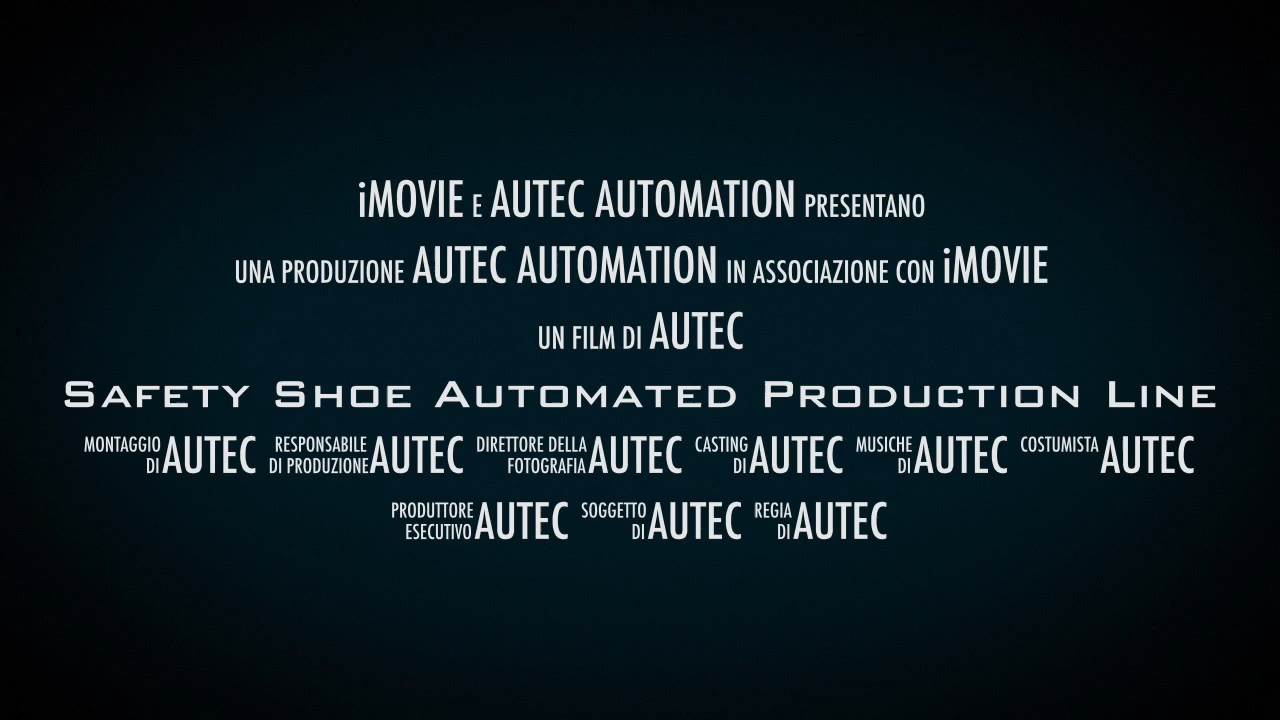 iMOVIE E AUTEC AUTOMATION PRESENTANO
UNA PRODUZIONE AUTEC AUTOMATION IN ASSOCIAZIONE CON iMOVIE
UN FILM DI AUTEC
SAFETY SHOE AUTOMATED PRODUCTION LINE
MONTAGGIO DI AUTEC RESPONSABILE DI PRODUZIONE AUTEC DIRETTORE DELLA FOTOGRAFIA AUTEC CASTING DI AUTEC MUSICHE DI AUTEC COSTUMISTA AUTEC
PRODUTTORE ESECUTIVO AUTEC SOGGETTO DI AUTEC REGIA DI AUTEC